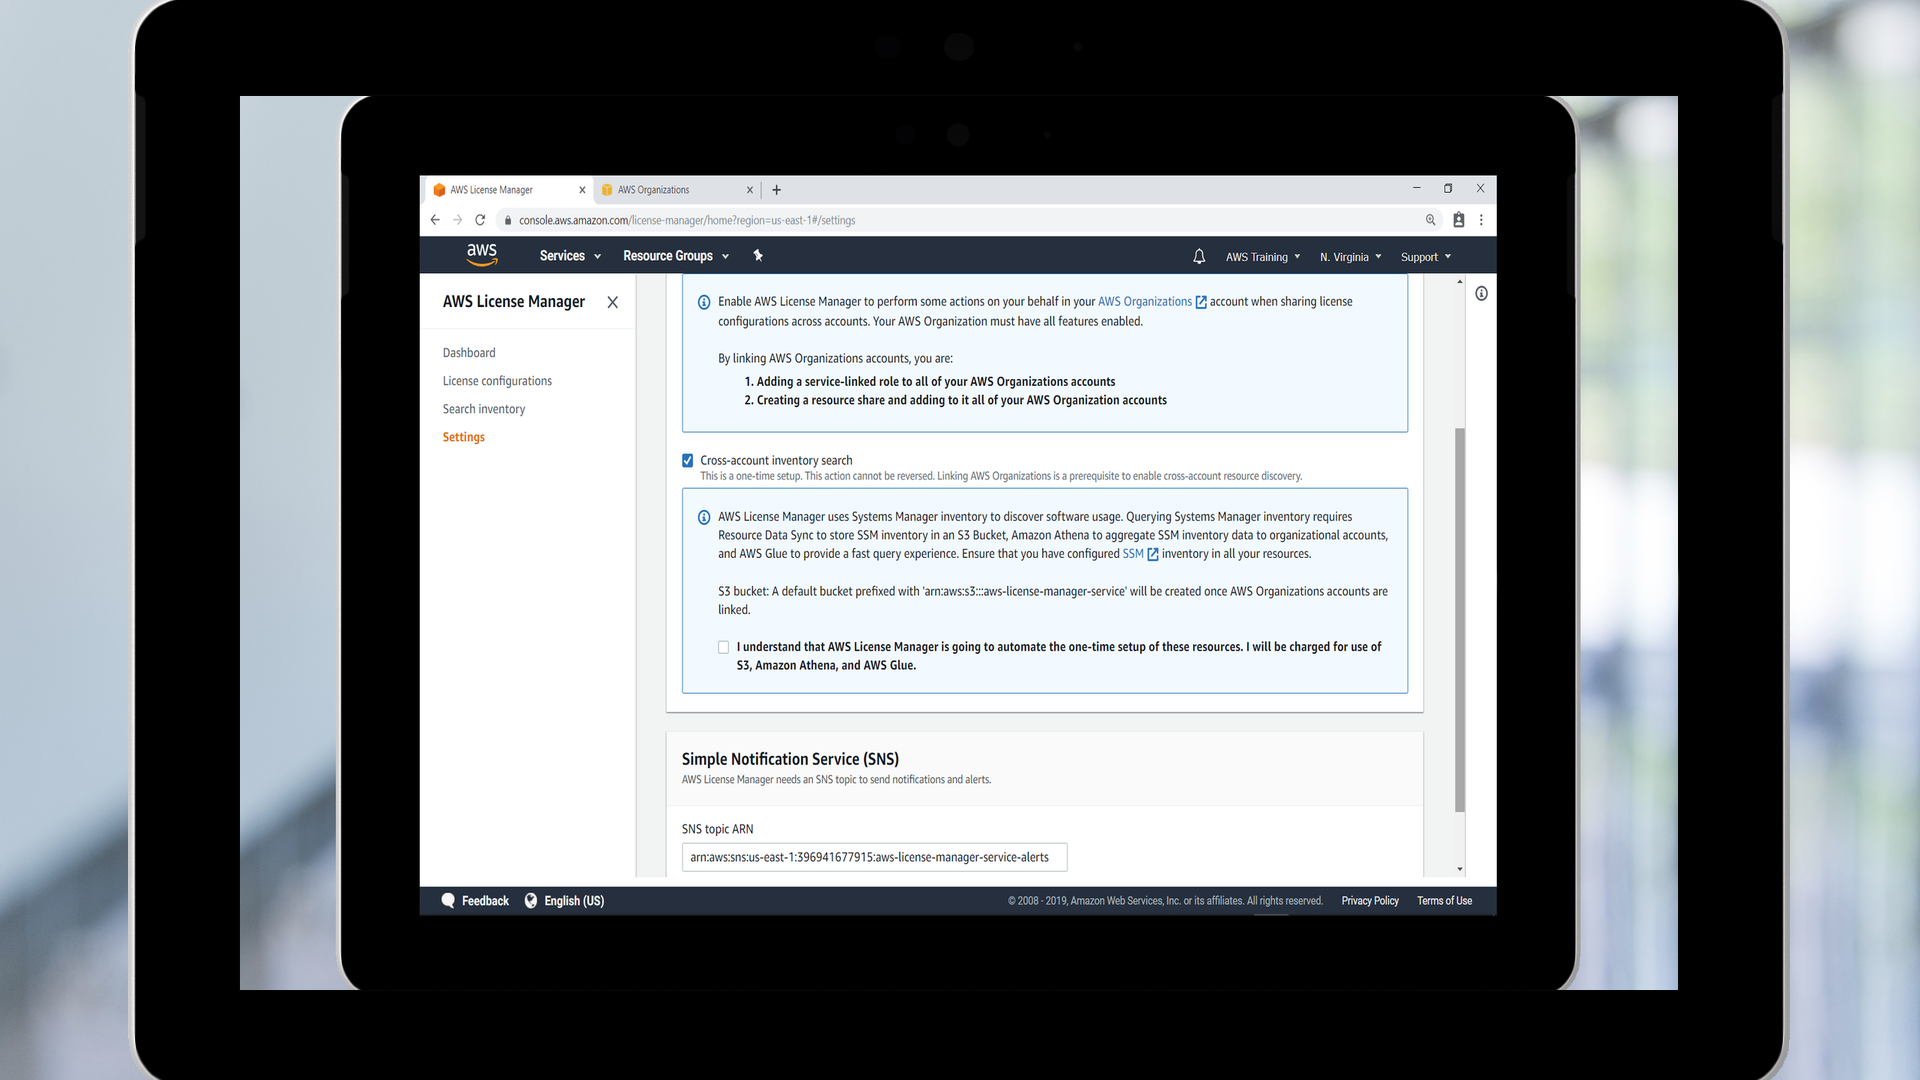 AWS License Manager
AWS Organizations
console.aws.amazon.com/license-manager/home?region=us-east-1#/settings
aws
Services
Resource Groups
AWS Training
N. Virginia
Support
AWS License Manager
Dashboard
License configurations
Search inventory
Settings
Enable AWS License Manager to perform some actions on your behalf in your AWS Organizations account when sharing license
configurations across accounts. Your AWS Organization must have all features enabled.
By linking AWS Organizations accounts, you are:
1. Adding a service-linked role to all of your AWS Organizations accounts
2. Creating a resource share and adding to it all of your AWS Organization accounts
Cross-account inventory search
This is a one-time setup. This action cannot be reversed. Linking AWS Organizations is a prerequisite to enable cross-account resource discovery.
AWS License Manager uses Systems Manager inventory to discover software usage. Querying Systems Manager inventory requires
Resource Data Sync to store SSM inventory in an S3 Bucket, Amazon Athena to aggregate SSM inventory data to organizational accounts,
and AWS Glue to provide a fast query experience. Ensure that you have configured SSM inventory in all your resources.
S3 bucket: A default bucket prefixed with 'arn:aws:s3:::aws-license-manager-service' will be created once AWS Organizations accounts are
linked.
I understand that AWS License Manager is going to automate the one-time setup of these resources. I will be charged for use of
S3, Amazon Athena, and AWS Glue.
Simple Notification Service (SNS)
AWS License Manager needs an SNS topic to send notifications and alerts.
SNS topic ARN
arn:aws:sns:us-east-1:396941677915:aws-license-manager-service-alerts
Feedback
English (US)
© 2008 - 2019, Amazon Web Services, Inc. or its affiliates. All rights reserved.
Privacy Policy
Terms of Use